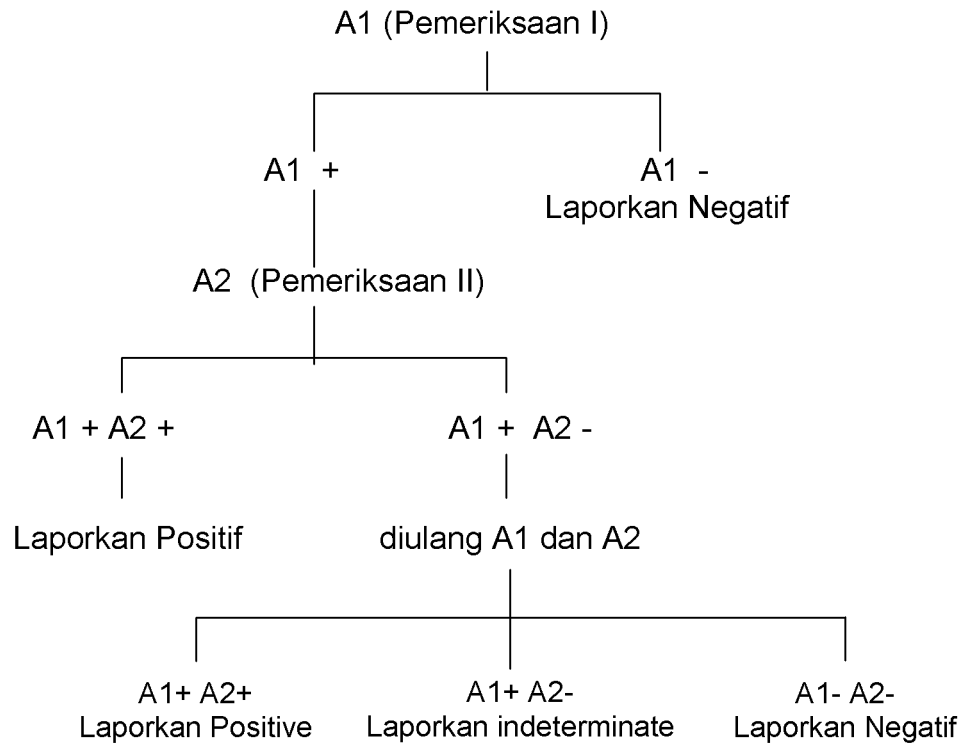 A1 (Pemeriksaan I)
A1 +
A1 -
Laporkan Negatif
A2 (Pemeriksaan II)
A1 + A2 +
A1 + A2 -
Laporkan Positif
diulang A1 dan A2
A1+ A2+
Laporkan Positive
A1+ A2-
Laporkan indeterminate
A1- A2-
Laporkan Negatif